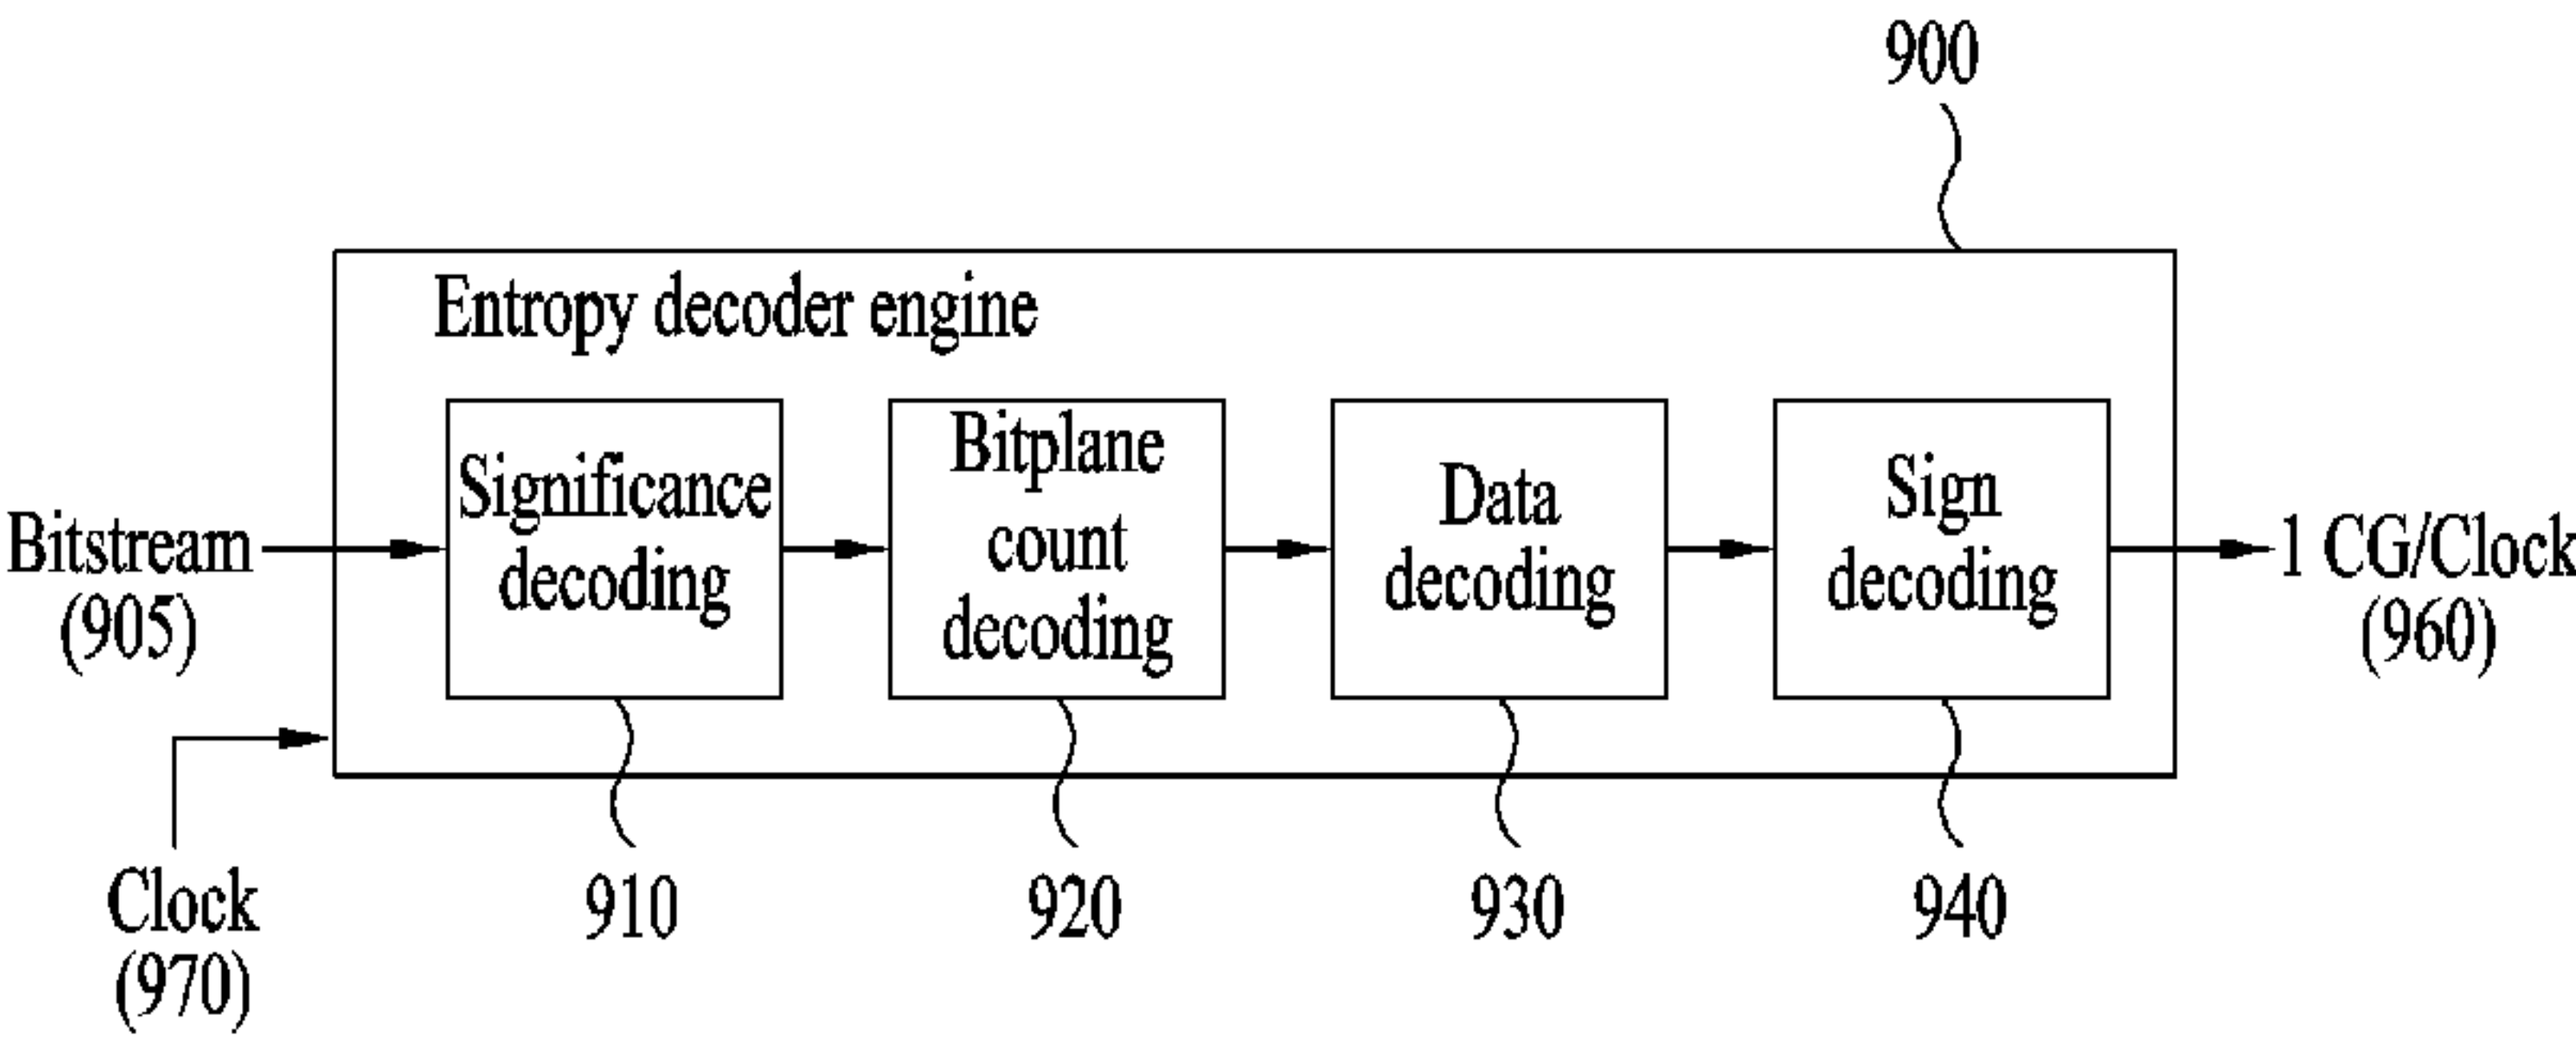 900
Entropy decoder engine
Bitstream
(905)
Significance
decoding
Bitplane
count
decoding
Data
decoding
Sign
decoding
1 CG/Clock
(960)
Clock
(970)
910
920
930
940